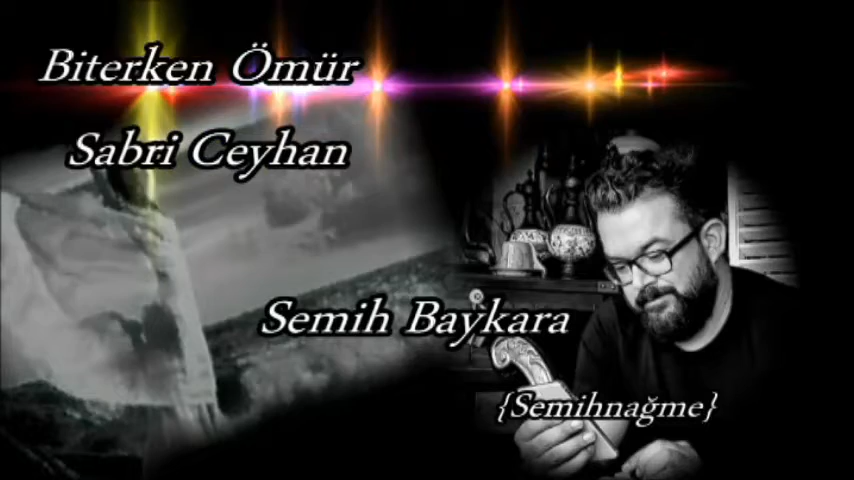 Biterken Ömür
Sabri Ceyhan
Semih Baykara
{Semihnağme}